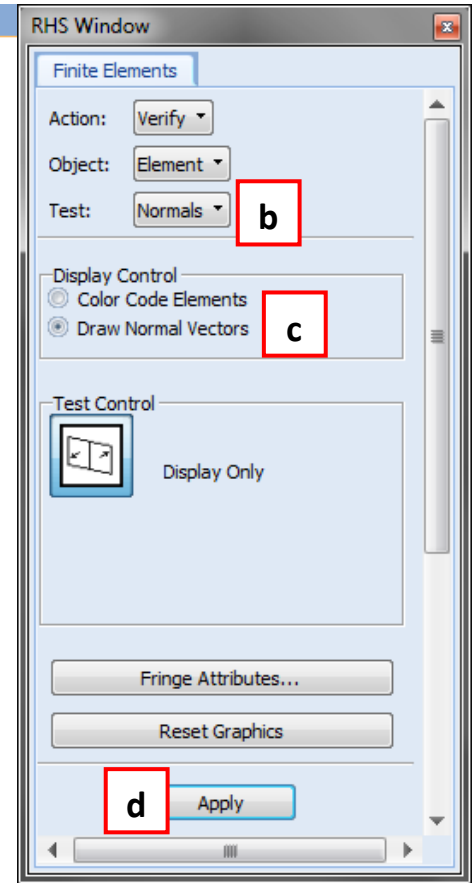 RHS Window
Finite Elements
Action: Verify
Object: Element
Test: Normals
b
Display Control
Color Code Elements
Draw Normal Vectors
c
Test Control
Display Only
Fringe Attributes...
Reset Graphics
d
Apply